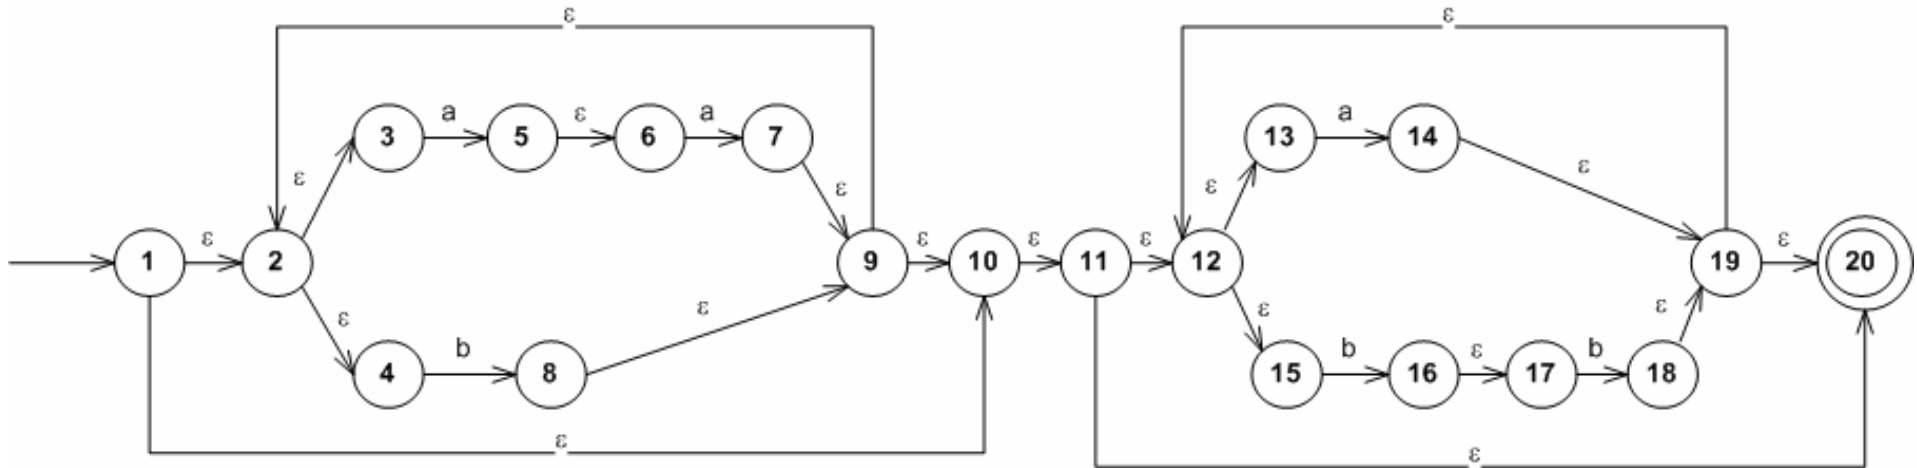 ε ε
3 a 5 ε 6 a 7 13 a 14
ε ε ε ε
1 ε 2 9 ε 10 ε 11 ε 12 19 ε 20
ε ε ε ε
4 b 8 15 b 16 ε 17 b 18
ε ε